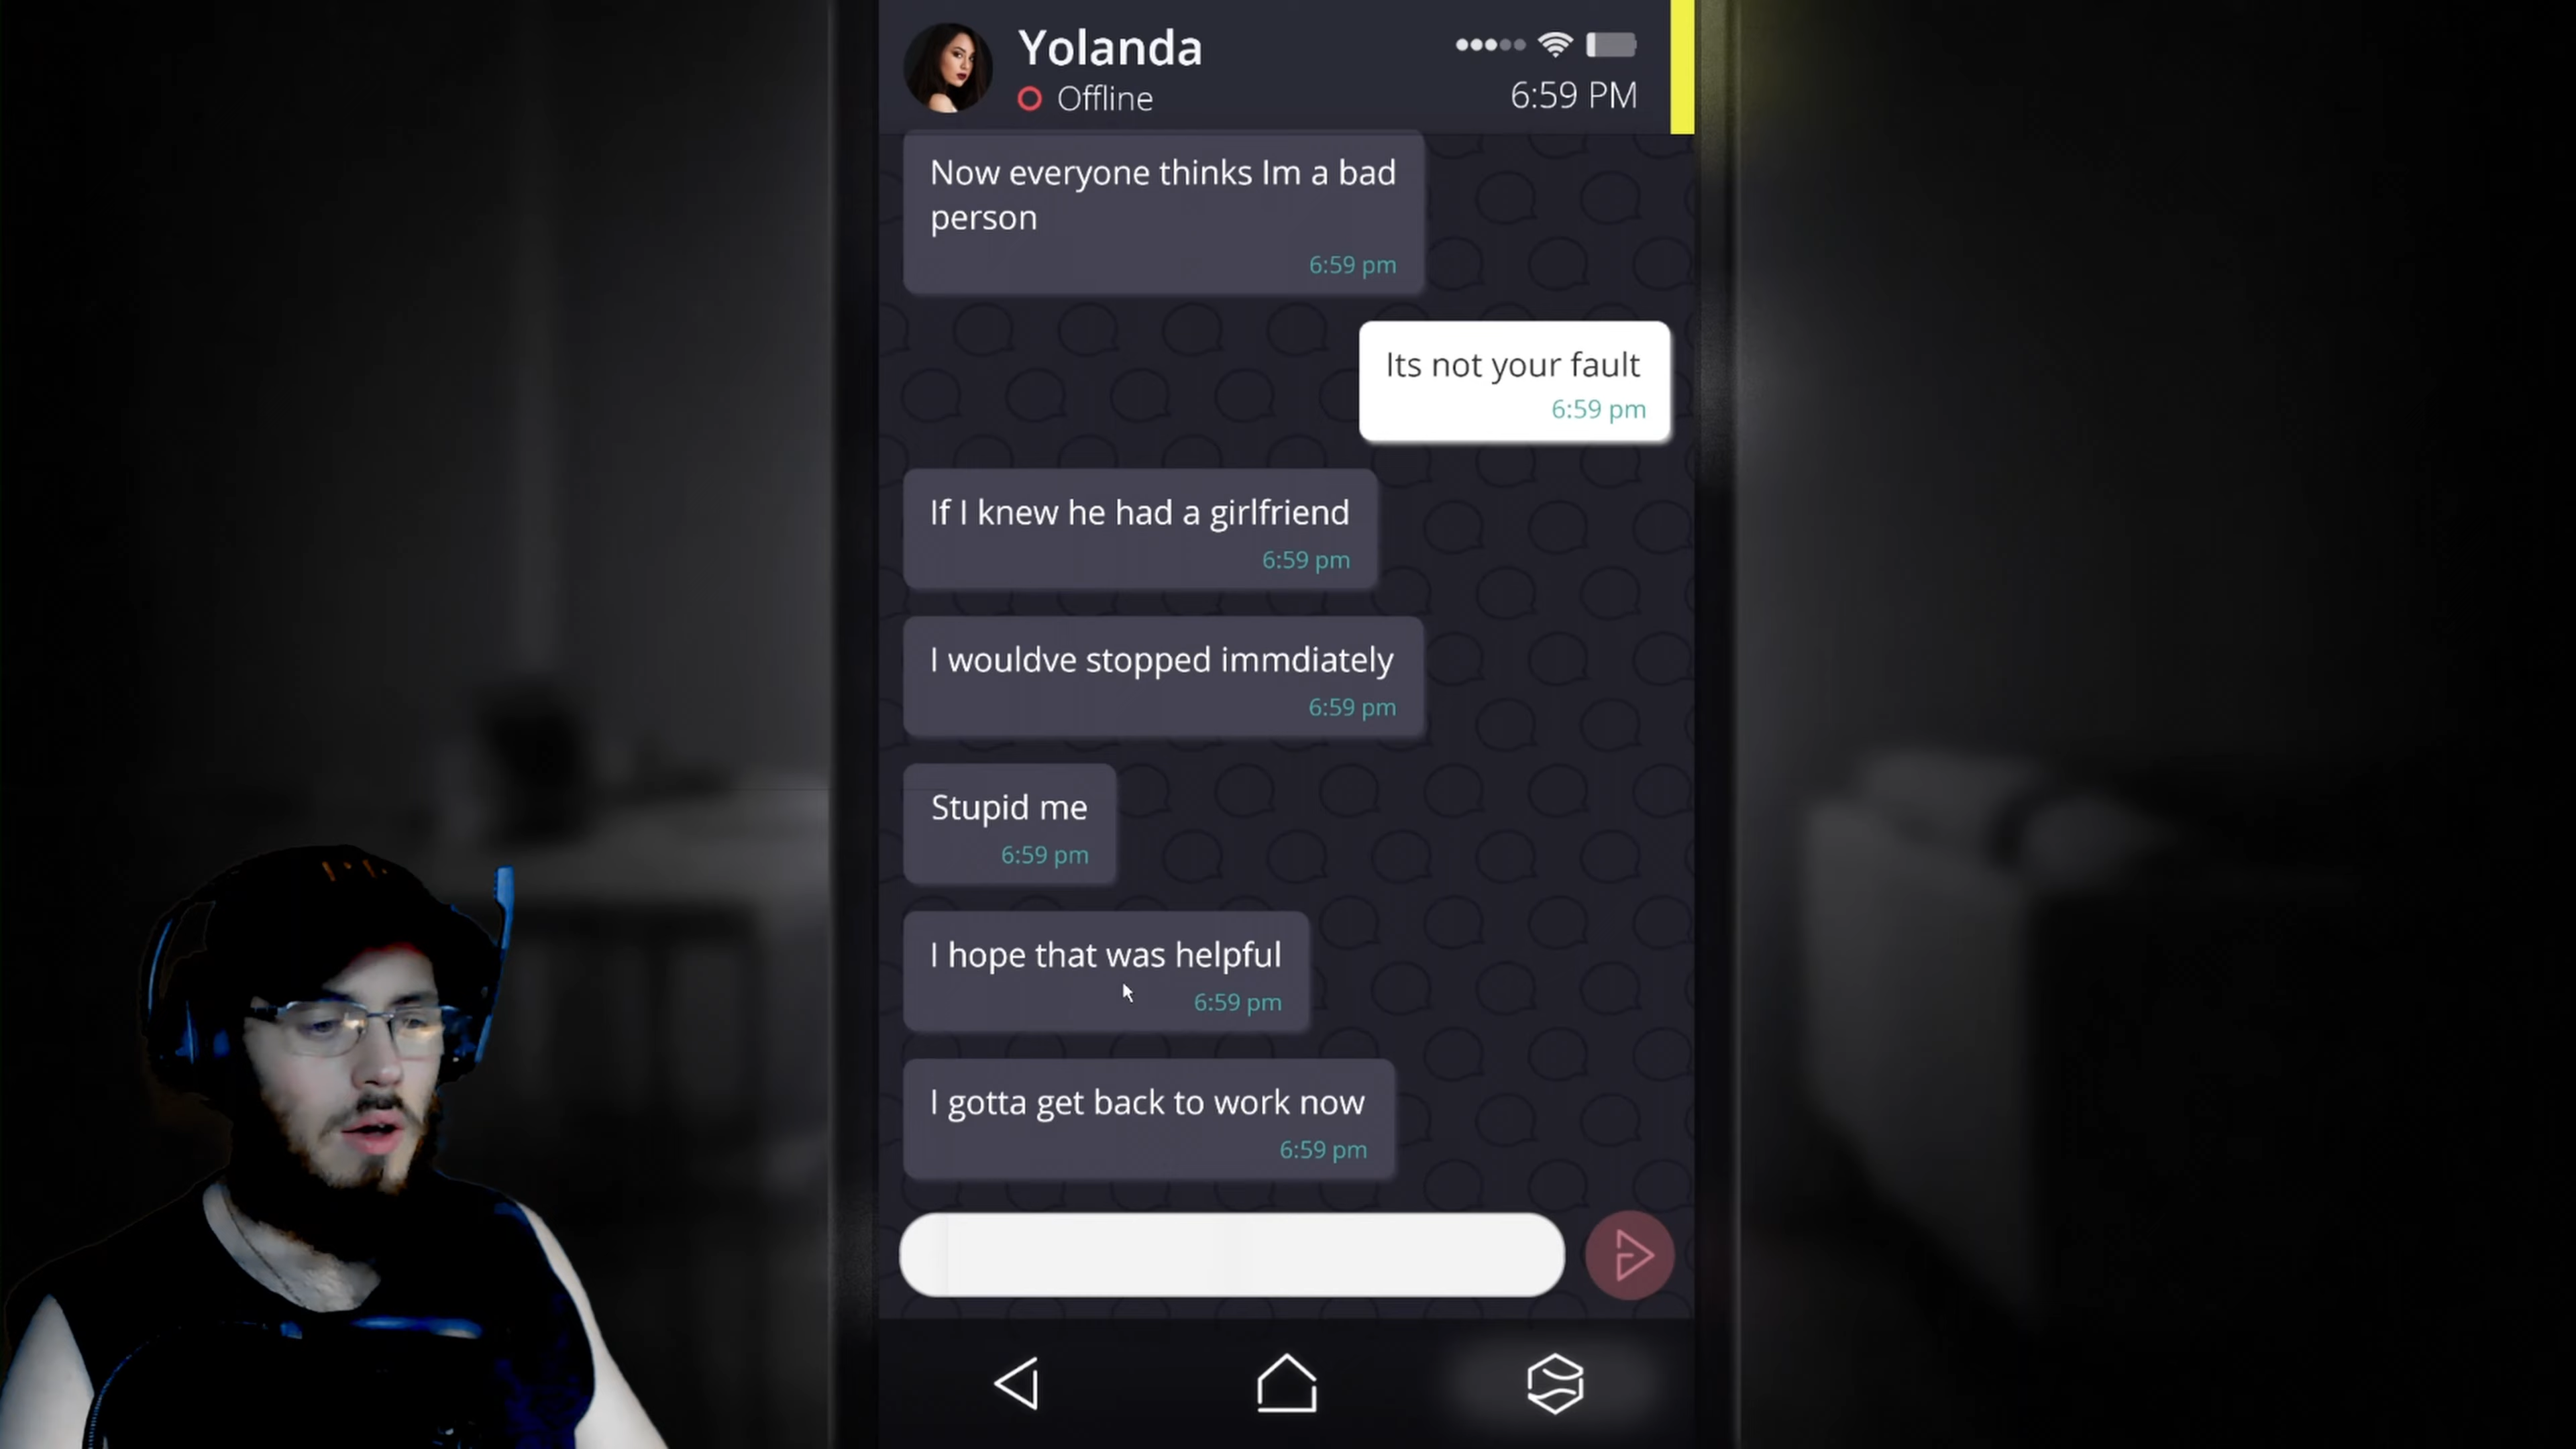 Yolanda
Offline
6:59 PM
Now everyone thinks Im a bad
person
6:59 pm
Its not your fault
6:59 pm
If I knew he had a girlfriend
6:59 pm
I wouldve stopped immdiately
6:59 pm
Stupid me
6:59 pm
I hope that was helpful
6:59 pm
I gotta get back to work now
6:59 pm